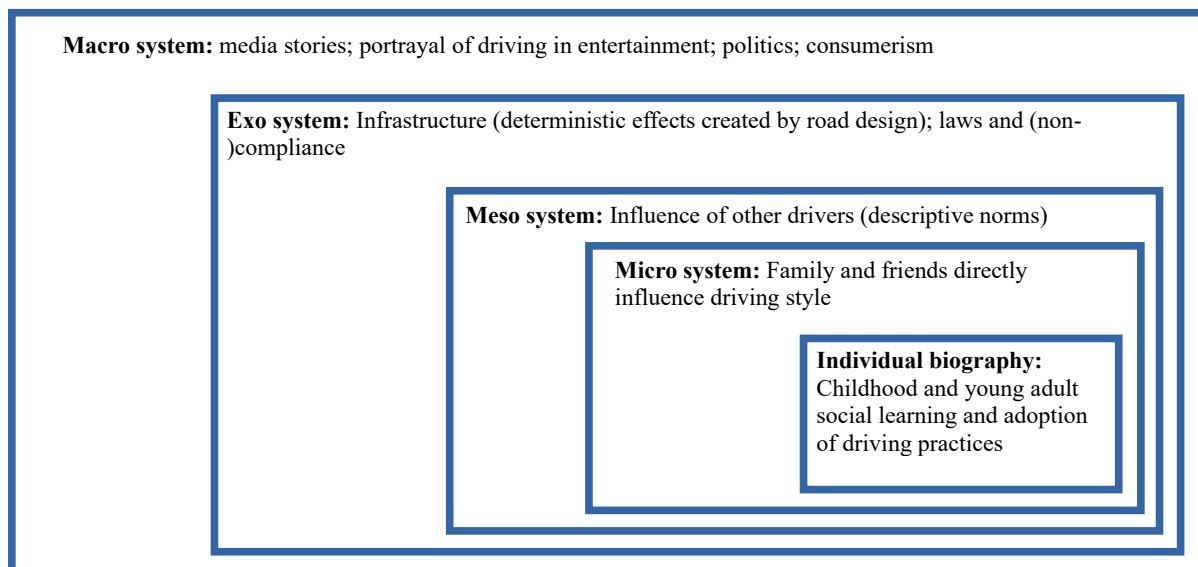 Macro system: media stories; portrayal of driving in entertainment; politics; consumerism
Exo system: Infrastructure (deterministic effects created by road design); laws and (non-
)compliance
Meso system: Influence of other drivers (descriptive norms)
Micro system: Family and friends directly
influence driving style
Individual biography:
Childhood and young adult
social learning and adoption
of driving practices